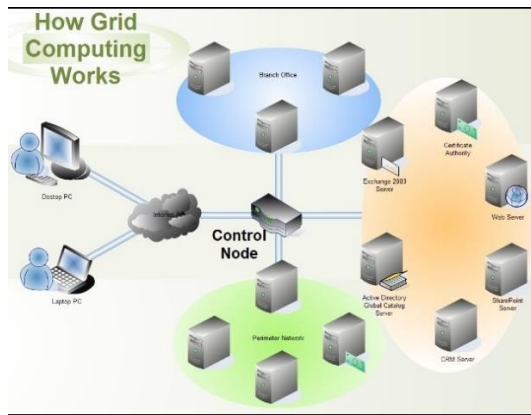 How Grid
Computing
Works
Branch Office
Certificate
Authority
Exchange 2003
Server
Web Server
Destop PC
Internet
Control
Node
Laptop PC
Active Directory
Global Catalog
Server
SharePoint
Server
Perimeter Network
CRM Server